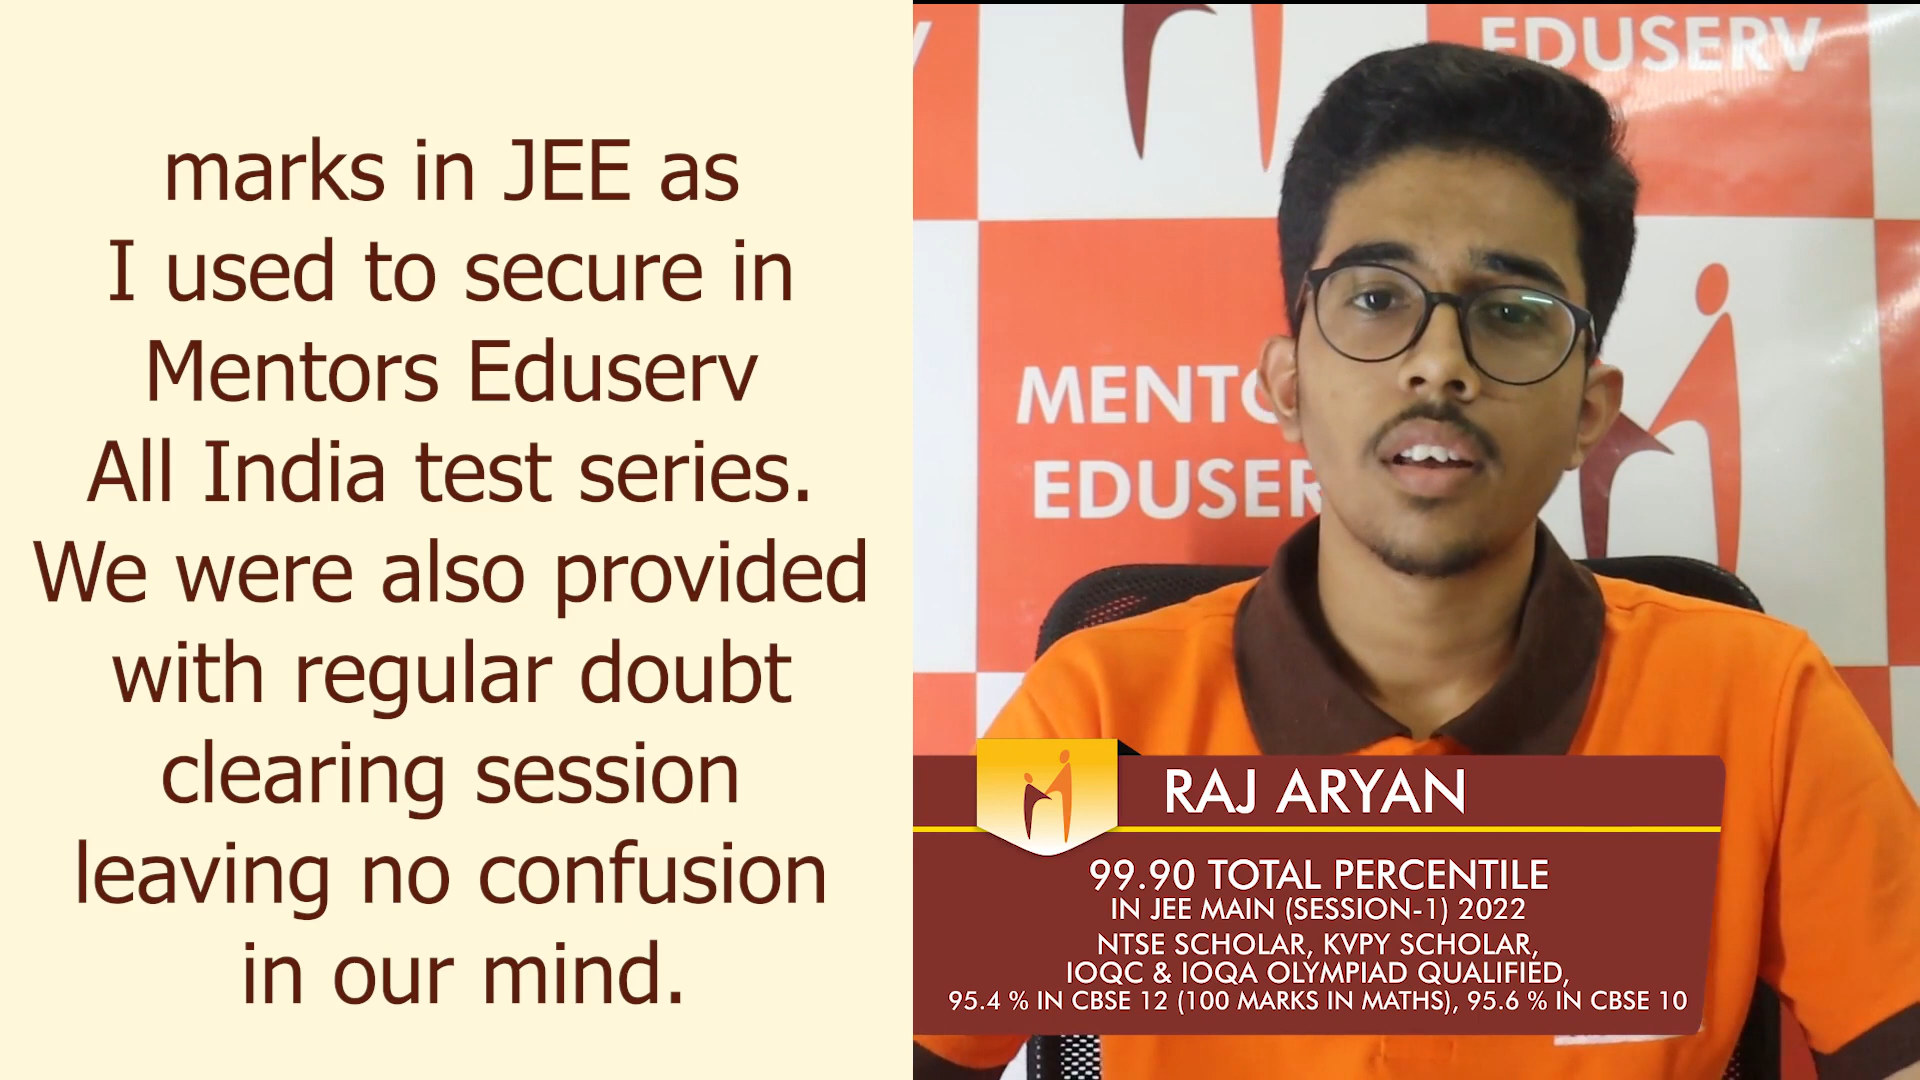 marks in JEE as
I used to secure in
Mentors Eduserv
All India test series.
We were also provided
with regular doubt
clearing session
leaving no confusion
in our mind.
EDUSERV
MENTO
EDUSER
RAJ ARYAN
99.90 TOTAL PERCENTILE
IN JEE MAIN (SESSION-1) 2022
NTSE SCHOLAR, KVPY SCHOLAR,
IOQC & IOQA OLYMPIAD QUALIFIED,
95.4 % IN CBSE 12 (100 MARKS IN MATHS), 95.6 % IN CBSE 10